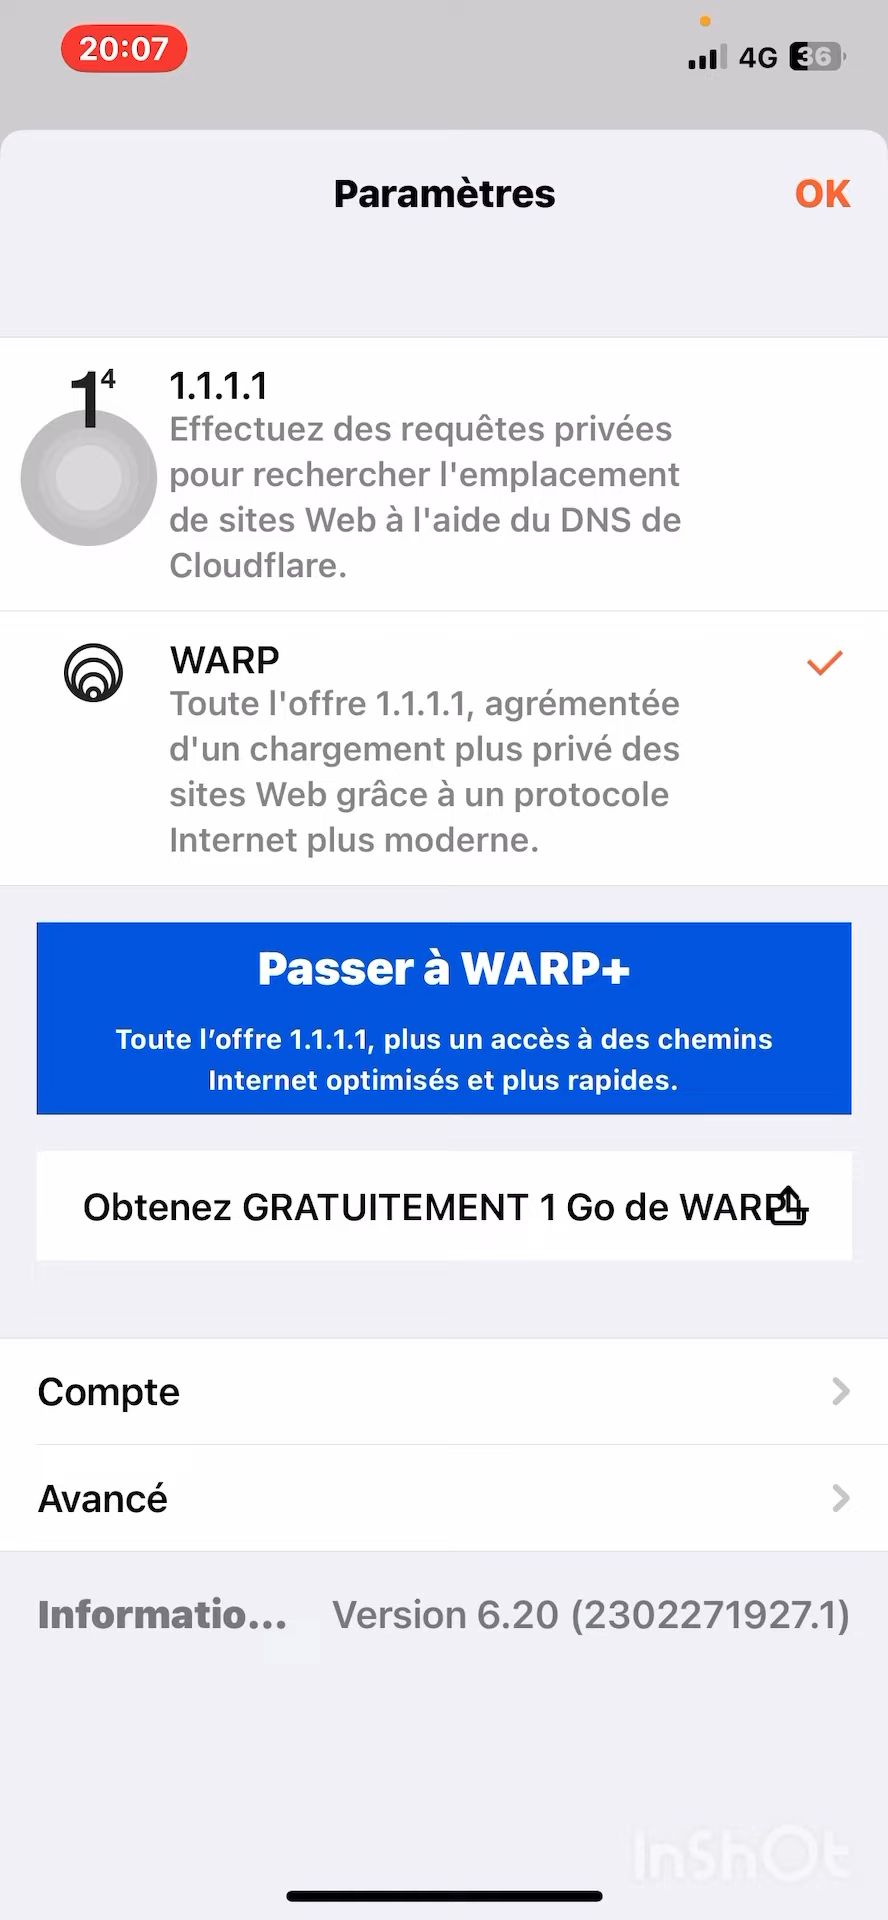 20:07
4G 36
Paramètres
OK
1⁴
1.1.1.1
Effectuez des requêtes privées
pour rechercher l'emplacement
de sites Web à l'aide du DNS de
Cloudflare.
WARP
Toute l'offre 1.1.1.1, agrémentée
d'un chargement plus privé des
sites Web grâce à un protocole
Internet plus moderne.
Passer à WARP+
Toute l’offre 1.1.1.1, plus un accès à des chemins
Internet optimisés et plus rapides.
Obtenez GRATUITEMENT 1 Go de WARP+
Compte
Avancé
Informatio... Version 6.20 (2302271927.1)
InShOt